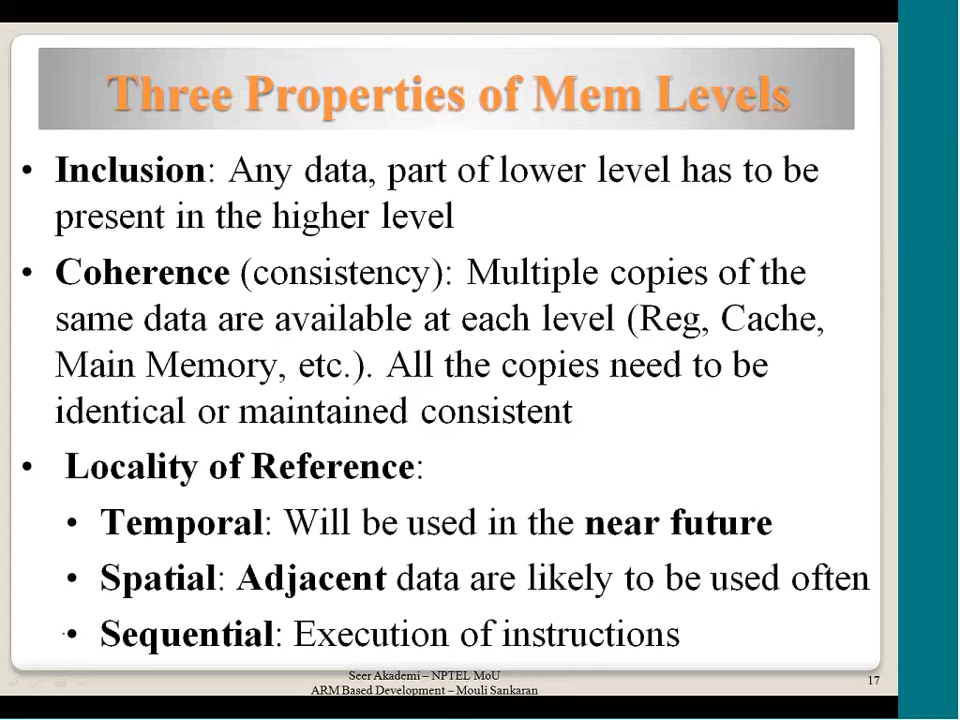 Three Properties of Mem Levels
• Inclusion: Any data, part of lower level has to be
present in the higher level
• Coherence (consistency): Multiple copies of the
same data are available at each level (Reg, Cache,
Main Memory, etc.). All the copies need to be
identical or maintained consistent
• Locality of Reference:
• Temporal: Will be used in the near future
• Spatial: Adjacent data are likely to be used often
• Sequential: Execution of instructions
Seer Akademi – NPTEL MoU
ARM Based Development – Mouli Sankaran
17